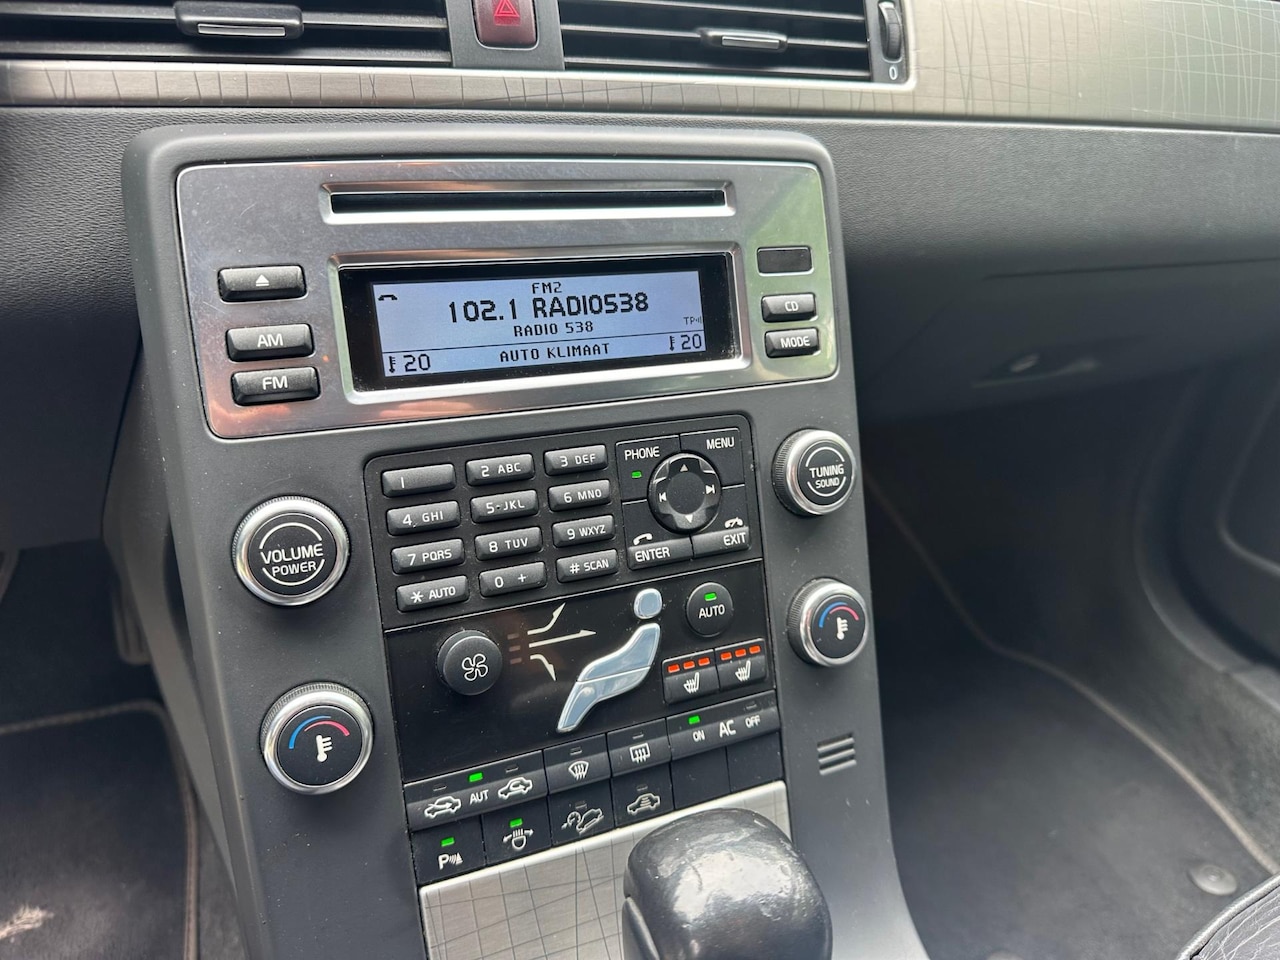 0
FM2
102.1 RADIO538
RADIO 538
TP
20 AUTO KLIMAAT 20
AM
FM
CD
MODE
1
2 ABC
3 DEF
4 GHI
5·JKL
6 MNO
7 PQRS
8 TUV
9 WXYZ
* AUTO
0 +
# SCAN
PHONE
MENU
ENTER
EXIT
TUNING
SOUND
VOLUME
POWER
AUTO
ON AC OFF
AUT
P